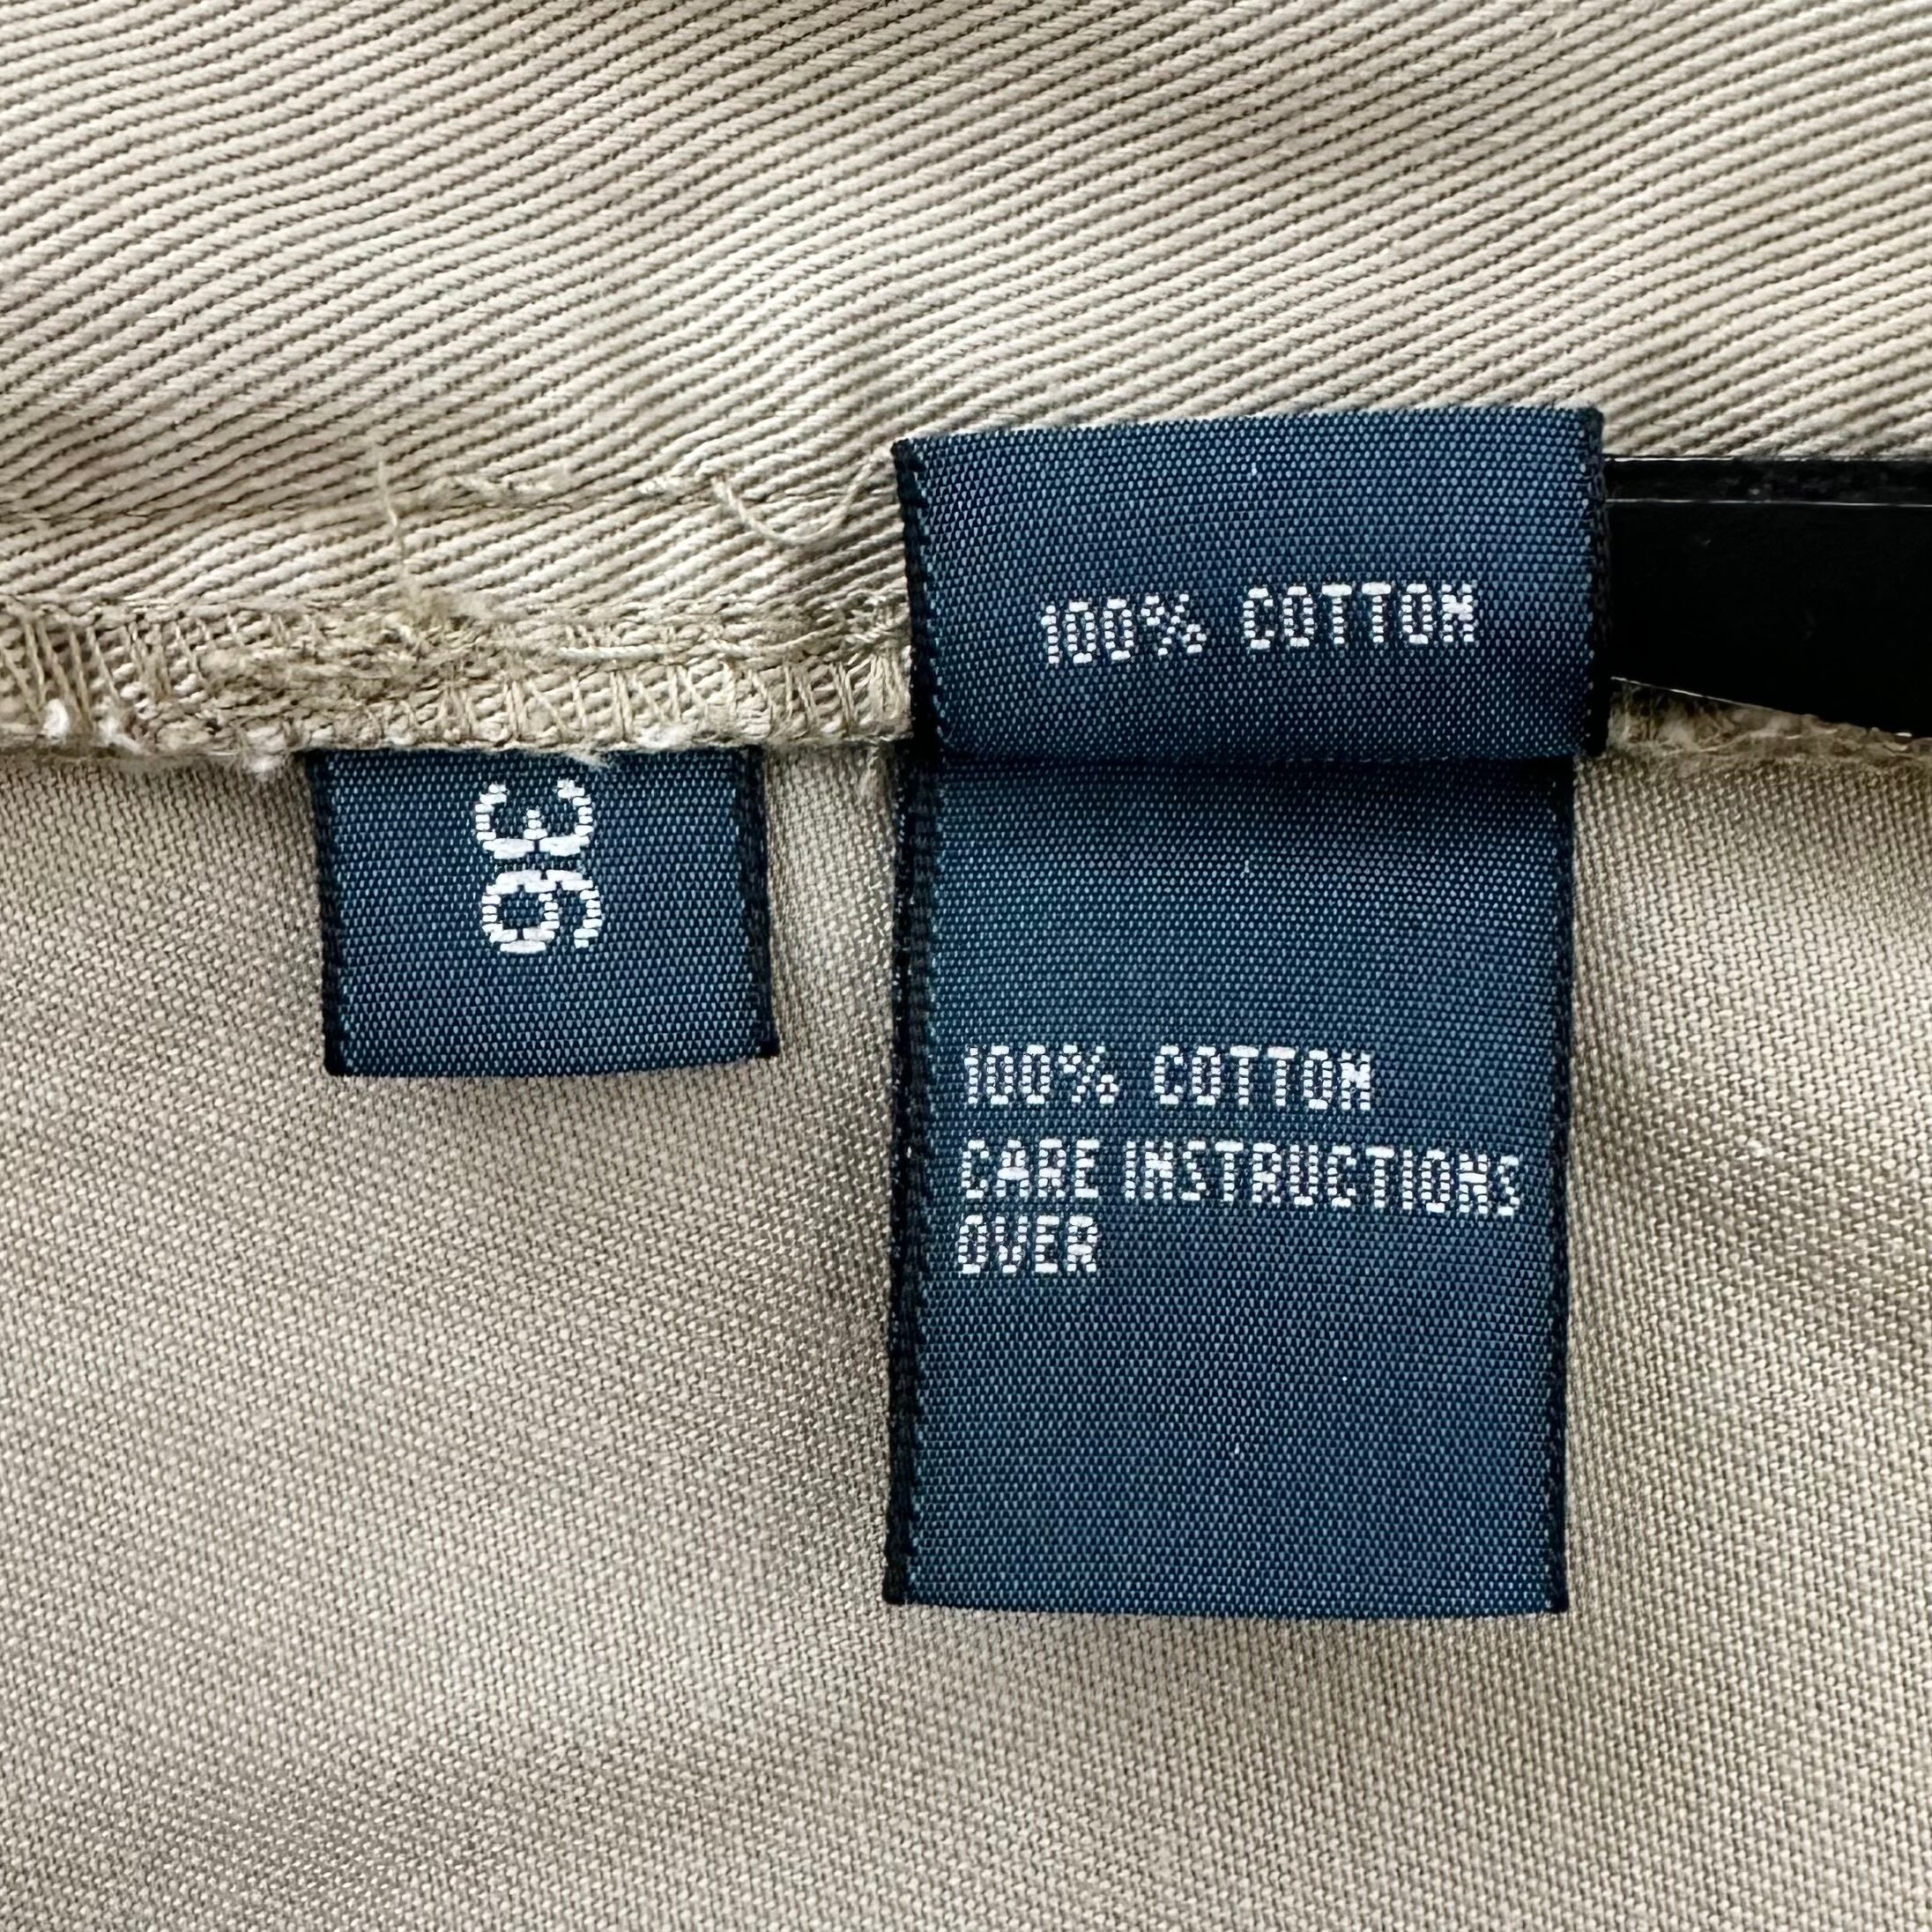 100% COTTON
36
100% COTTON
CARE INSTRUCTIONS
OVER